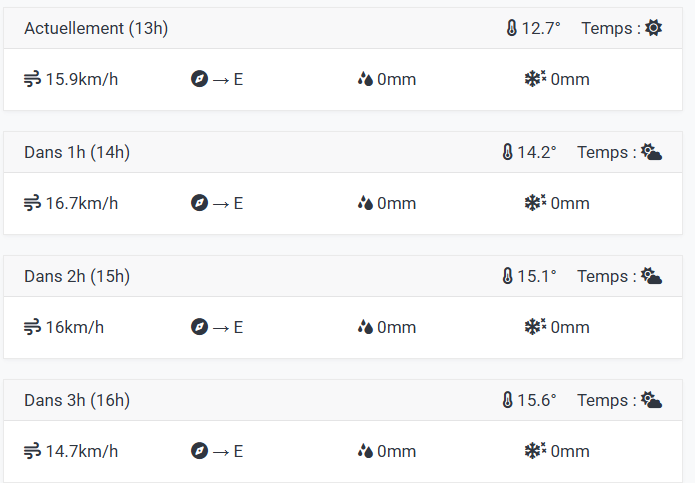 Actuellement (13h) 12.7° Temps :
15.9km/h → E 0mm 0mm
Dans 1h (14h) 14.2° Temps :
16.7km/h → E 0mm 0mm
Dans 2h (15h) 15.1° Temps :
16km/h → E 0mm 0mm
Dans 3h (16h) 15.6° Temps :
14.7km/h → E 0mm 0mm